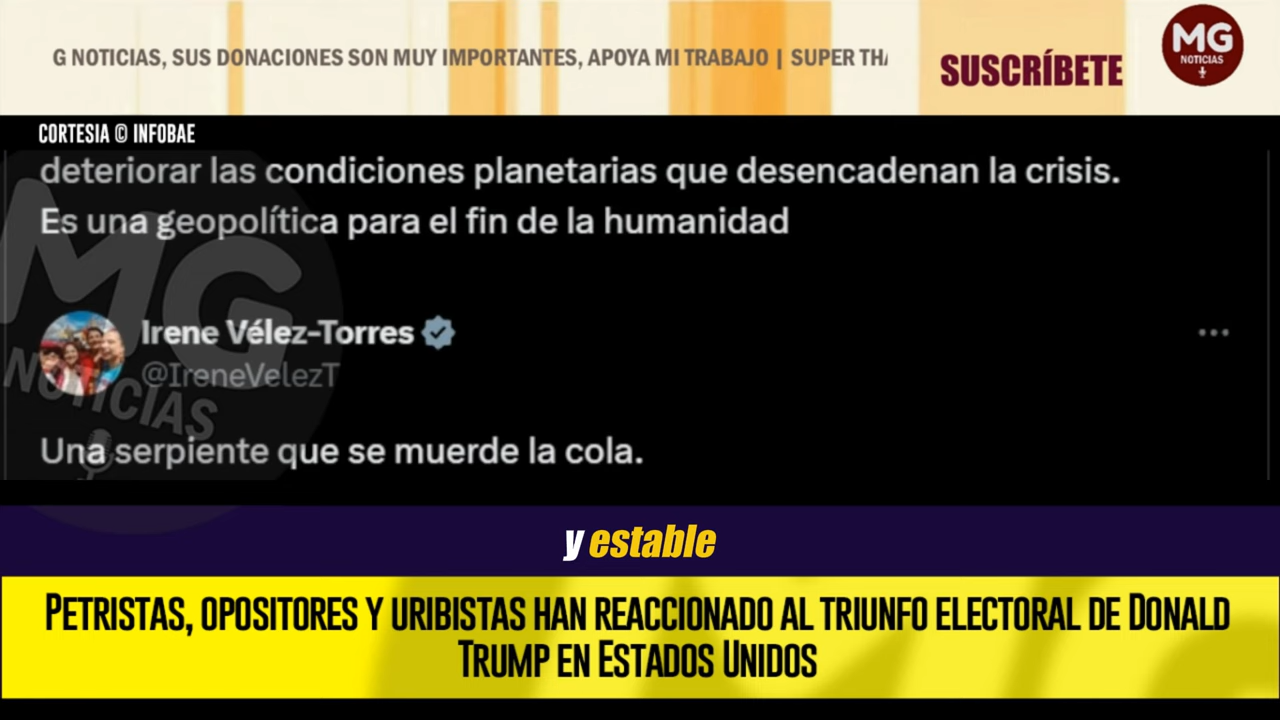 G NOTICIAS, SUS DONACIONES SON MUY IMPORTANTES, APOYA MI TRABAJO | SUPER
SUSCRÍBETE
MG
NOTICIAS
CORTESIA © INFOBAE
deteriorar las condiciones planetarias que desencadenan la crisis.
Es una geopolítica para el fin de la humanidad
MG
NOTICIAS
Irene Vélez-Torres
@IreneVelezT
Una serpiente que se muerde la cola.
y estable
PETRISTAS, OPOSITORES Y URIBISTAS HAN REACCIONADO AL TRIUNFO ELECTORAL DE DONALD
TRUMP EN ESTADOS UNIDOS